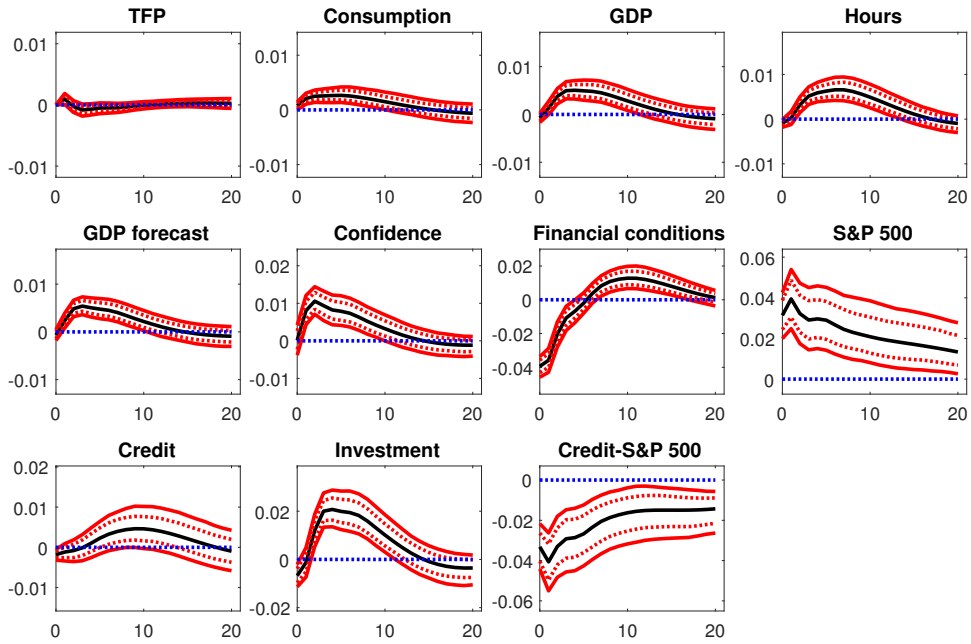 TFP
Consumption
GDP
Hours
0.01
0
-0.01
0 10 20
0.01
0
-0.01
0 10 20
0.01
0
-0.01
0 10 20
0.01
0
-0.01
0 10 20
GDP forecast
Confidence
Financial conditions
S&P 500
0.01
0
-0.01
0 10 20
0.02
0.01
0
-0.01
0 10 20
0.02
0
-0.02
-0.04
0 10 20
0.06
0.04
0.02
0
0 10 20
Credit
Investment
Credit-S&P 500
0.02
0.01
0
-0.01
0 10 20
0.02
0
-0.02
0 10 20
0
-0.02
-0.04
-0.06
0 10 20